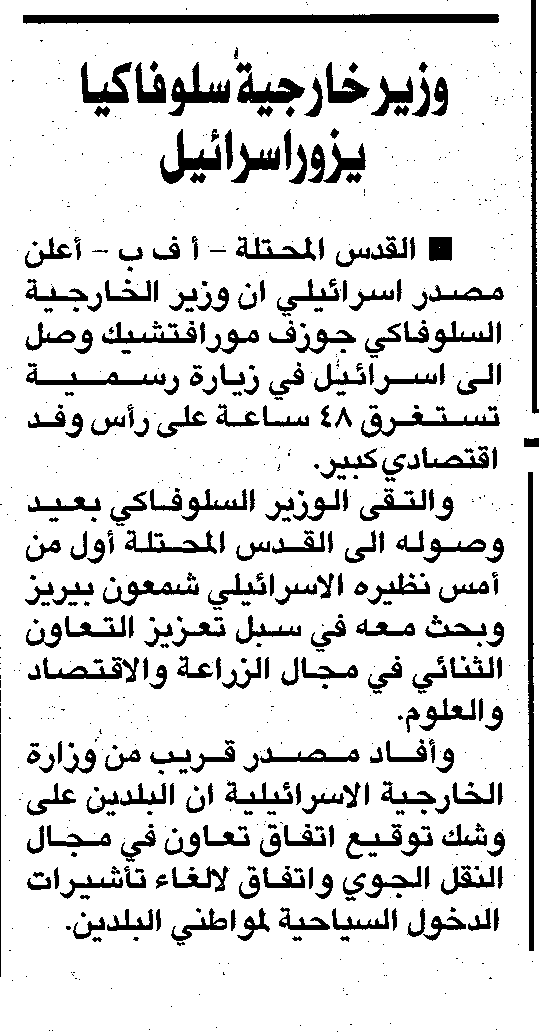 وزير خارجية سلوفاكيا
يزور اسرائيل
■ القدس المحتلة - أ ف ب - أعلن
مصدر اسرائيلي ان وزير الخارجية
السلوفاكي جوزف مورافتشيك وصل
الى اسرائيل في زيارة رسمية
تستغرق ٤٨ ساعة على رأس وفد
اقتصادي كبير.
والتقى الوزير السلوفاكي بعيد
وصوله الى القدس المحتلة أول من
أمس نظيره الاسرائيلي شمعون بيريز
وبحث معه في سبل تعزيز التعاون
الثنائي في مجال الزراعة والاقتصاد
والعلوم.
وأفاد مصدر قريب من وزارة
الخارجية الاسرائيلية ان البلدين على
وشك توقيع اتفاق تعاون في مجال
النقل الجوي واتفاق لالغاء تأشيرات
الدخول السياحية لمواطني البلدين.